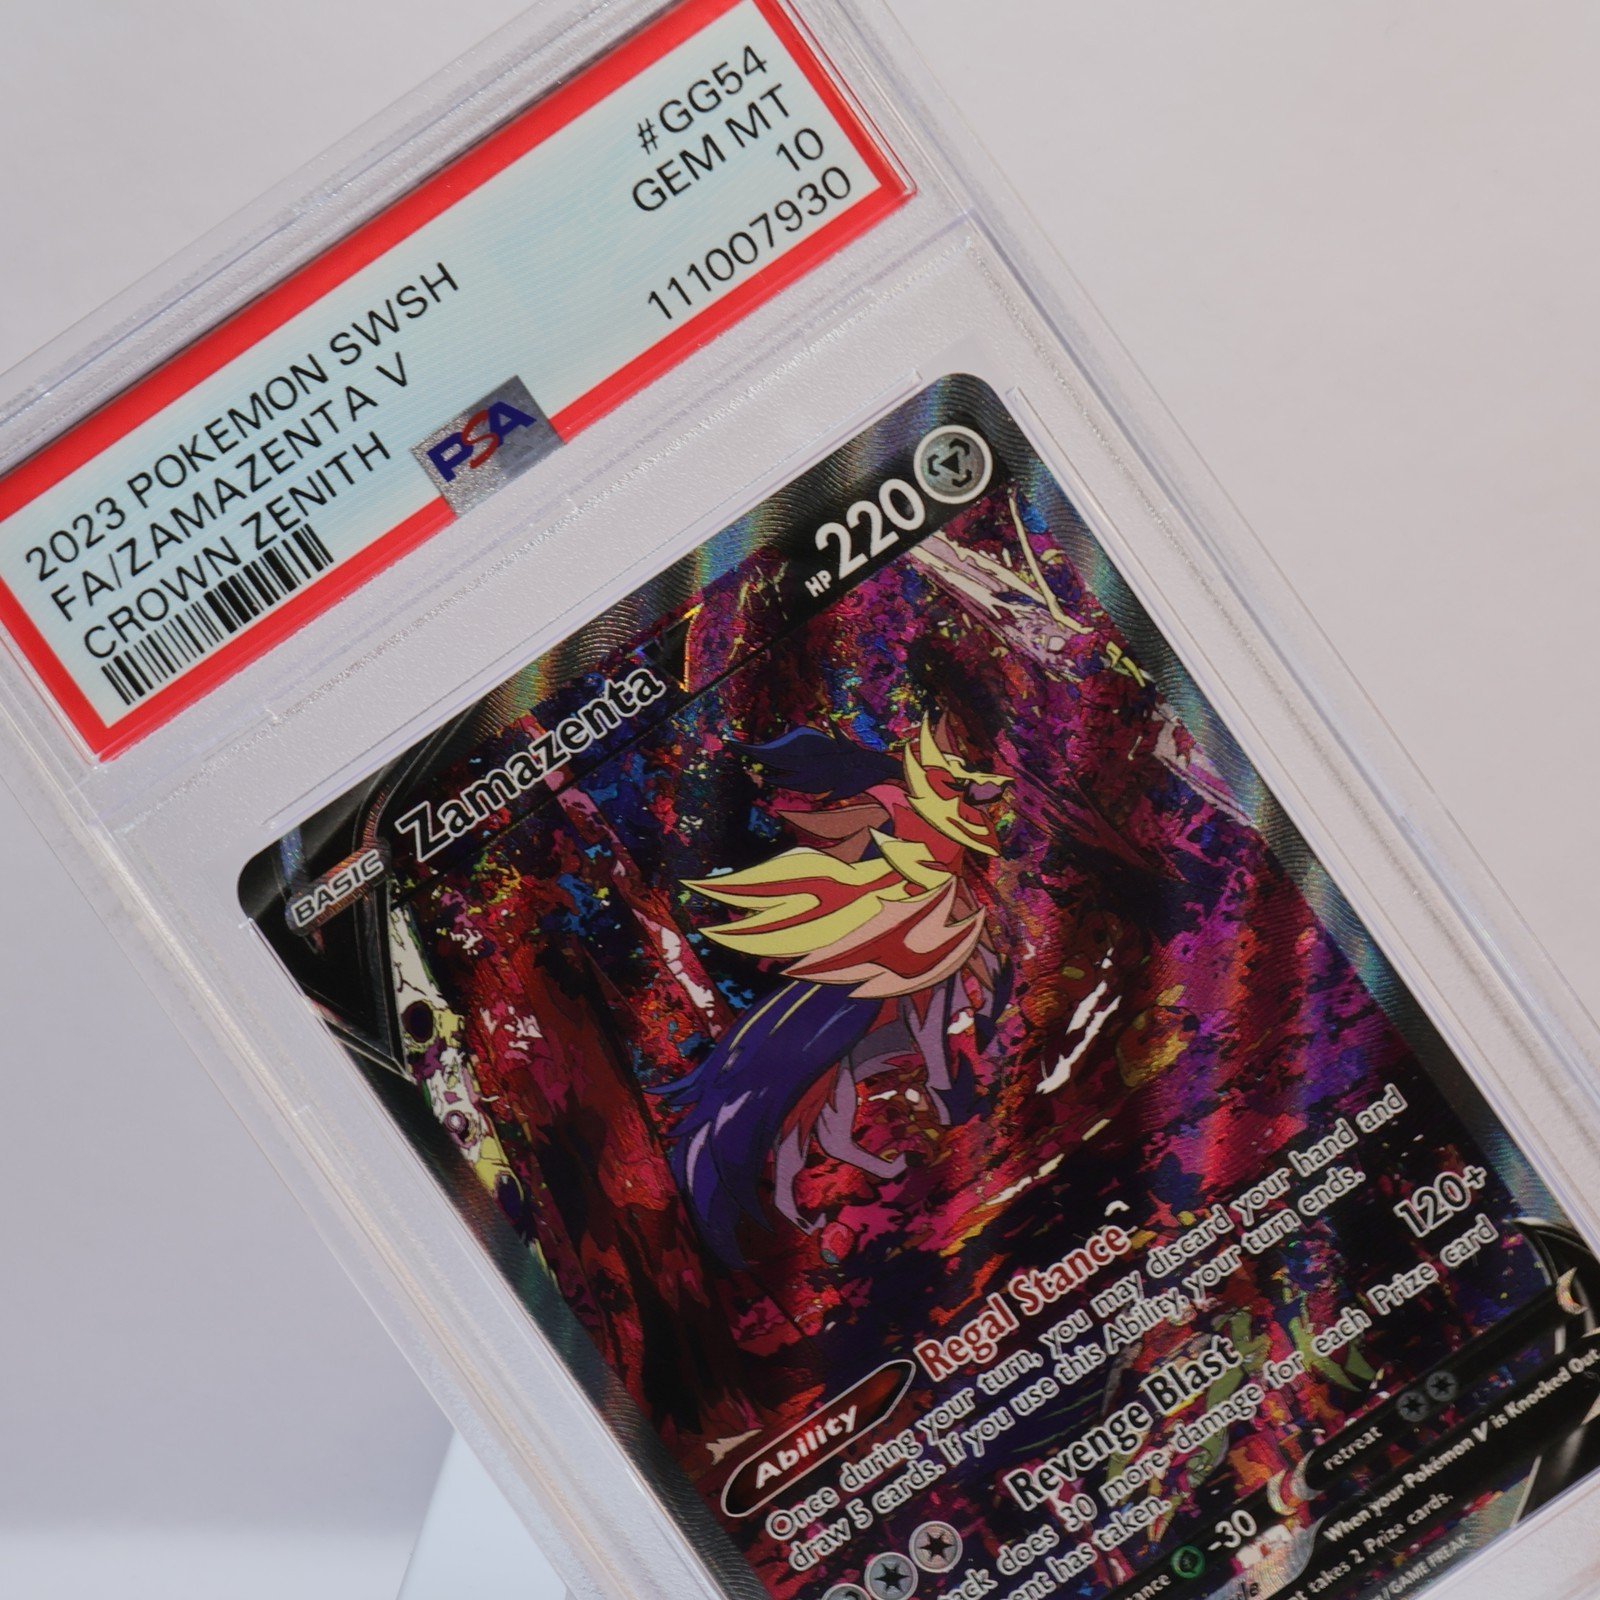 2023 POKEMON SWSH
FA/ZAMAZENTA V
CROWN ZENITH
#GG54
GEM MT
10
111007930
PSA
BASIC
Zamazenta V
HP 220
Ability
Regal Stance
Once during your turn, you may discard your hand and
draw 5 cards. If you use this Ability, your turn ends.
Revenge Blast 120+
does 30 more damage for each Prize card
has taken.
-30
retreat
When your Pokémon V is Knocked Out
takes 2 Prize cards.
GAME FREAK